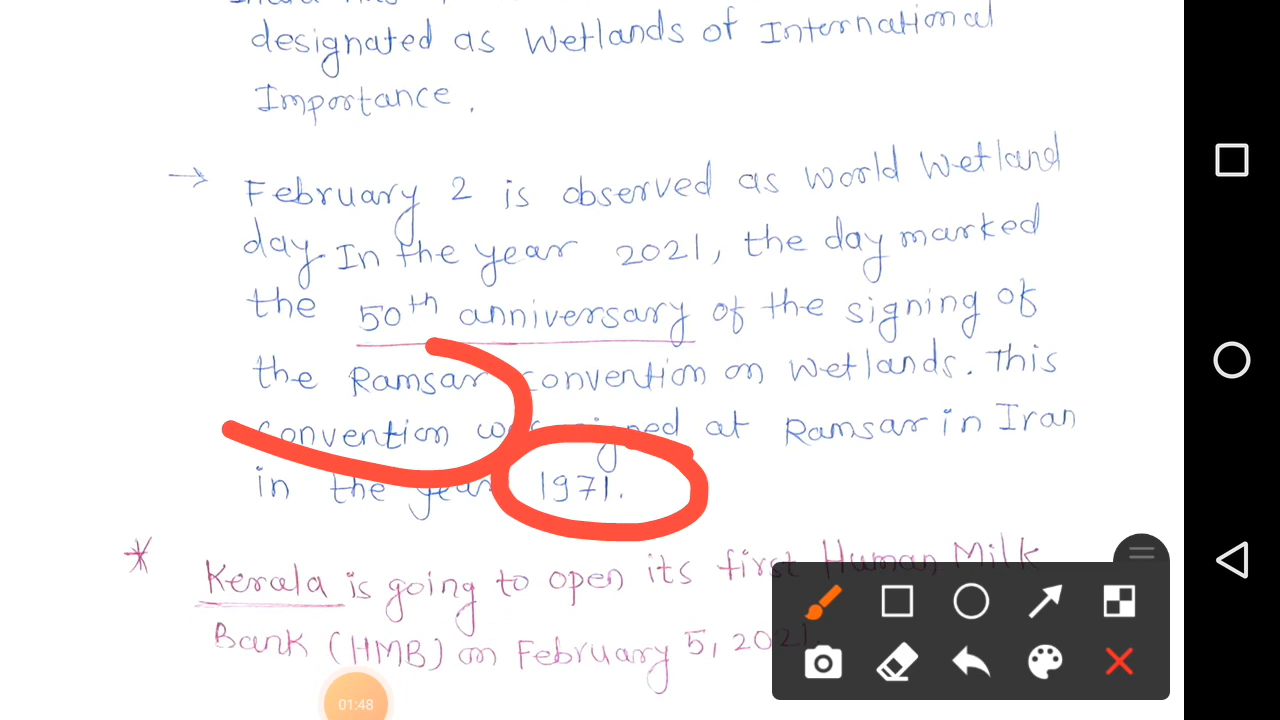 designated as Wetlands of International
Importance.
→ February 2 is observed as World Wetland
day. In the year 2021, the day marked
the 50th anniversary of the signing of
the Ramsar convention on Wetlands. This
convention was signed at Ramsar in Iran
in the year 1971.
* Kerala is going to open its first Human Milk
Bank (HMB) on February 5, 2021.
01:48